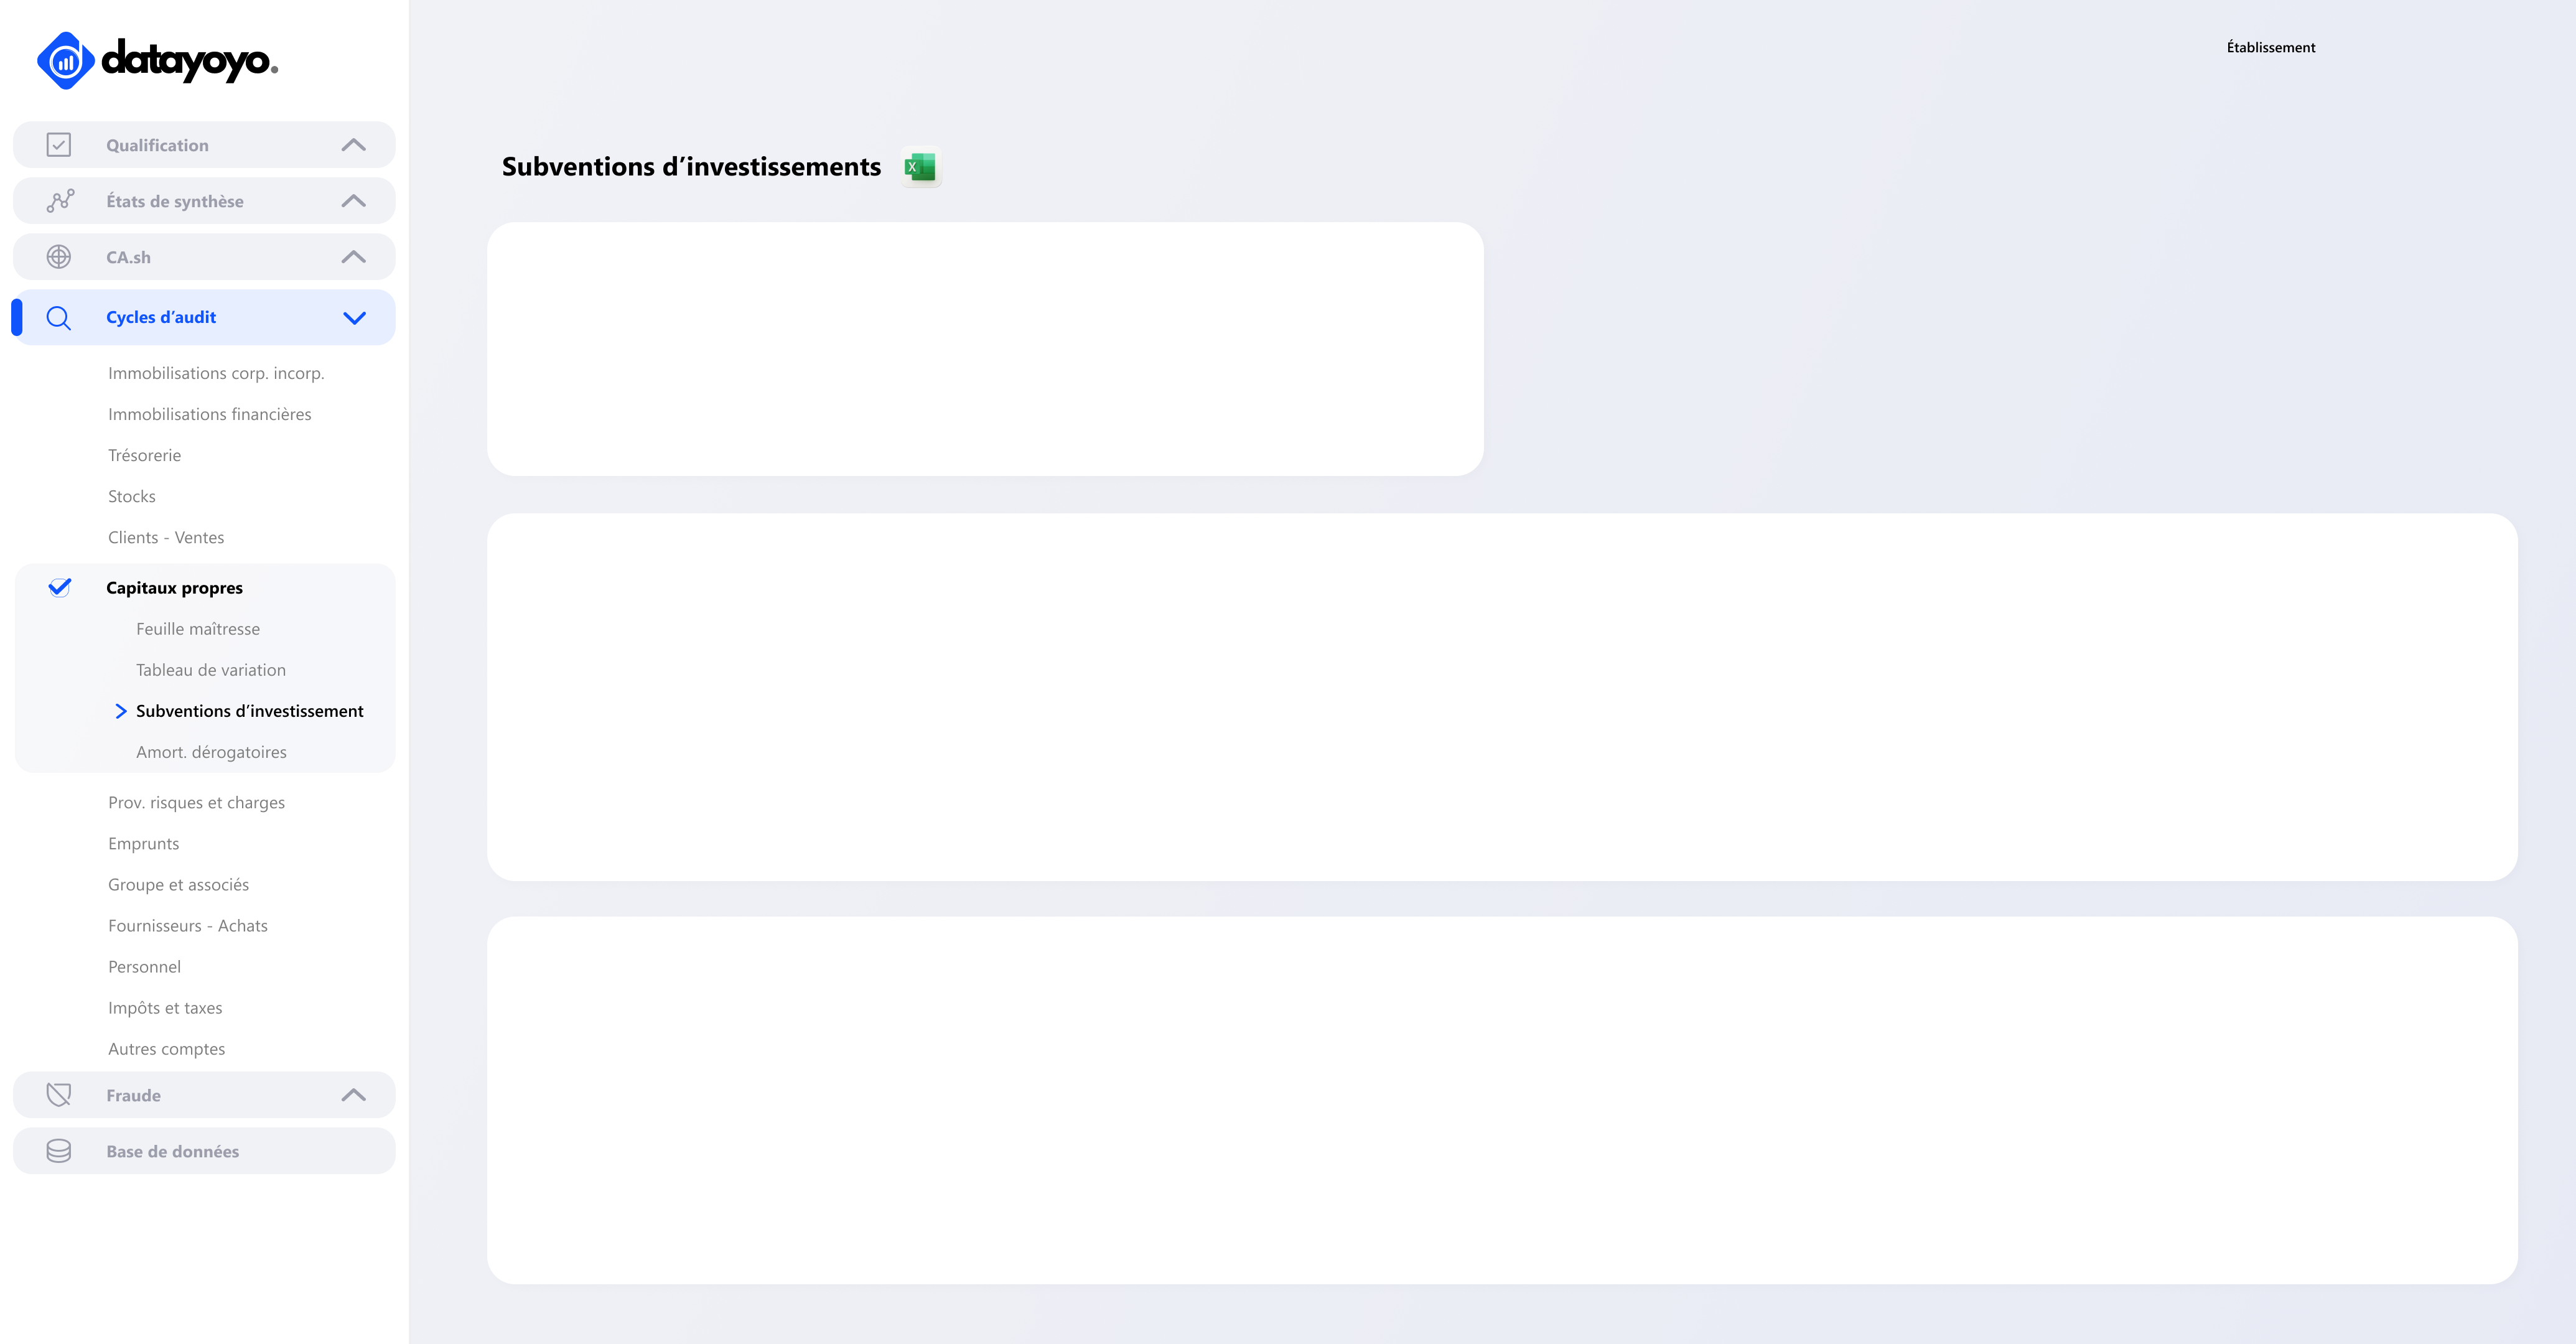 datayoyo.
Établissement
Qualification
États de synthèse
CA.sh
Cycles d’audit
Immobilisations corp. incorp.
Immobilisations financières
Trésorerie
Stocks
Clients - Ventes
Capitaux propres
Feuille maîtresse
Tableau de variation
Subventions d’investissement
Amort. dérogatoires
Prov. risques et charges
Emprunts
Groupe et associés
Fournisseurs - Achats
Personnel
Impôts et taxes
Autres comptes
Fraude
Base de données
Subventions d’investissements
X